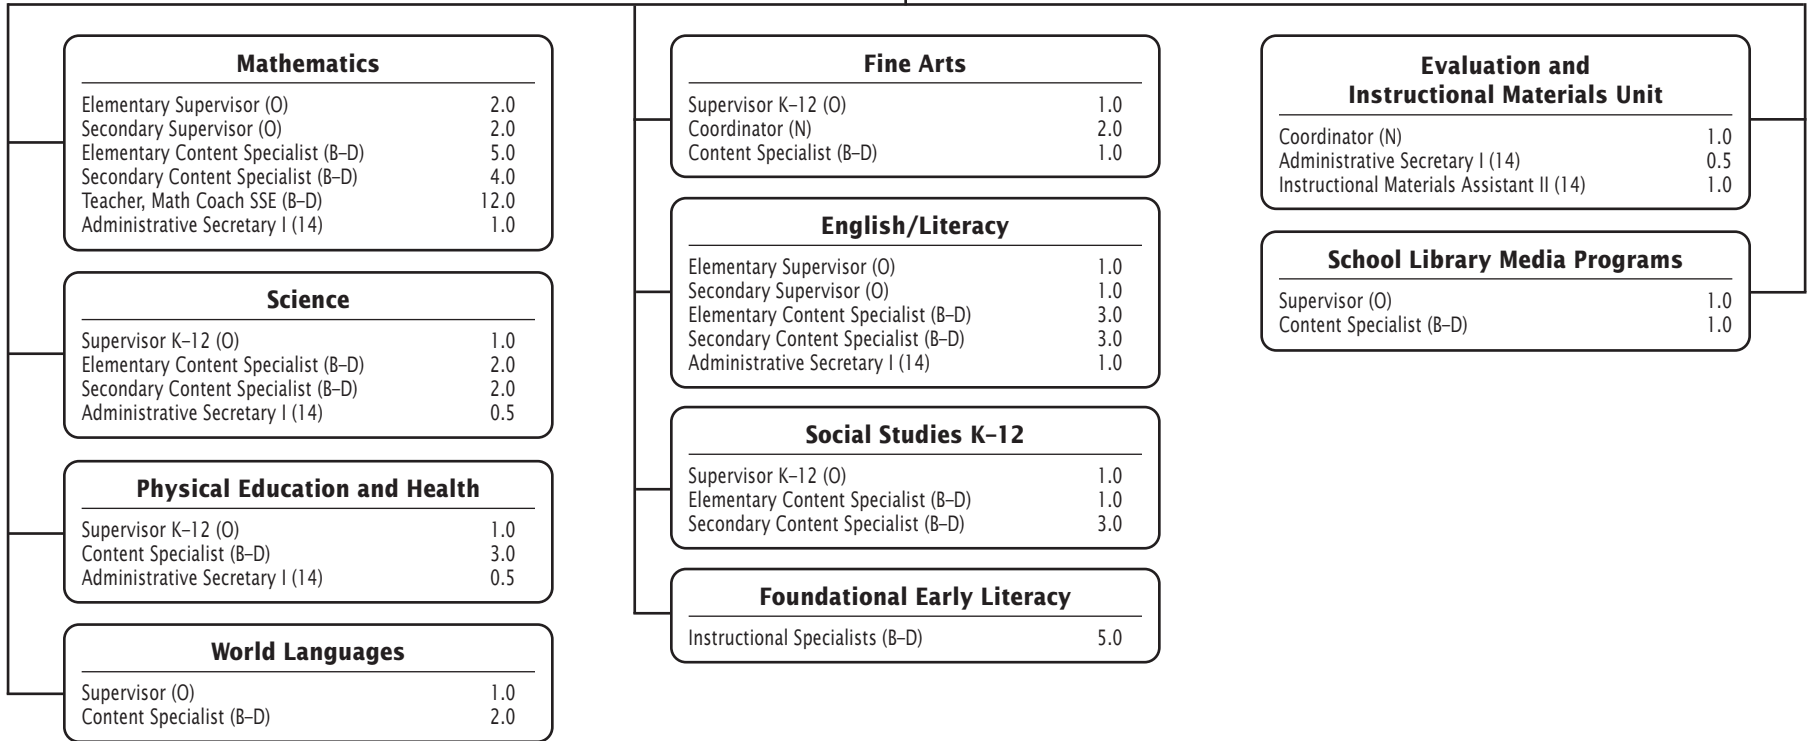 Mathematics
Elementary Supervisor (O) 2.0
Secondary Supervisor (O) 2.0
Elementary Content Specialist (B–D) 5.0
Secondary Content Specialist (B–D) 4.0
Teacher, Math Coach SSE (B–D) 12.0
Administrative Secretary I (14) 1.0
Science
Supervisor K–12 (O) 1.0
Elementary Content Specialist (B–D) 2.0
Secondary Content Specialist (B–D) 2.0
Administrative Secretary I (14) 0.5
Physical Education and Health
Supervisor K–12 (O) 1.0
Content Specialist (B–D) 3.0
Administrative Secretary I (14) 0.5
World Languages
Supervisor (O) 1.0
Content Specialist (B–D) 2.0
Fine Arts
Supervisor K–12 (O) 1.0
Coordinator (N) 2.0
Content Specialist (B–D) 1.0
English/Literacy
Elementary Supervisor (O) 1.0
Secondary Supervisor (O) 1.0
Elementary Content Specialist (B–D) 3.0
Secondary Content Specialist (B–D) 3.0
Administrative Secretary I (14) 1.0
Social Studies K–12
Supervisor K–12 (O) 1.0
Elementary Content Specialist (B–D) 1.0
Secondary Content Specialist (B–D) 3.0
Foundational Early Literacy
Instructional Specialists (B–D) 5.0
Evaluation and
Instructional Materials Unit
Coordinator (N) 1.0
Administrative Secretary I (14) 0.5
Instructional Materials Assistant II (14) 1.0
School Library Media Programs
Supervisor (O) 1.0
Content Specialist (B–D) 1.0